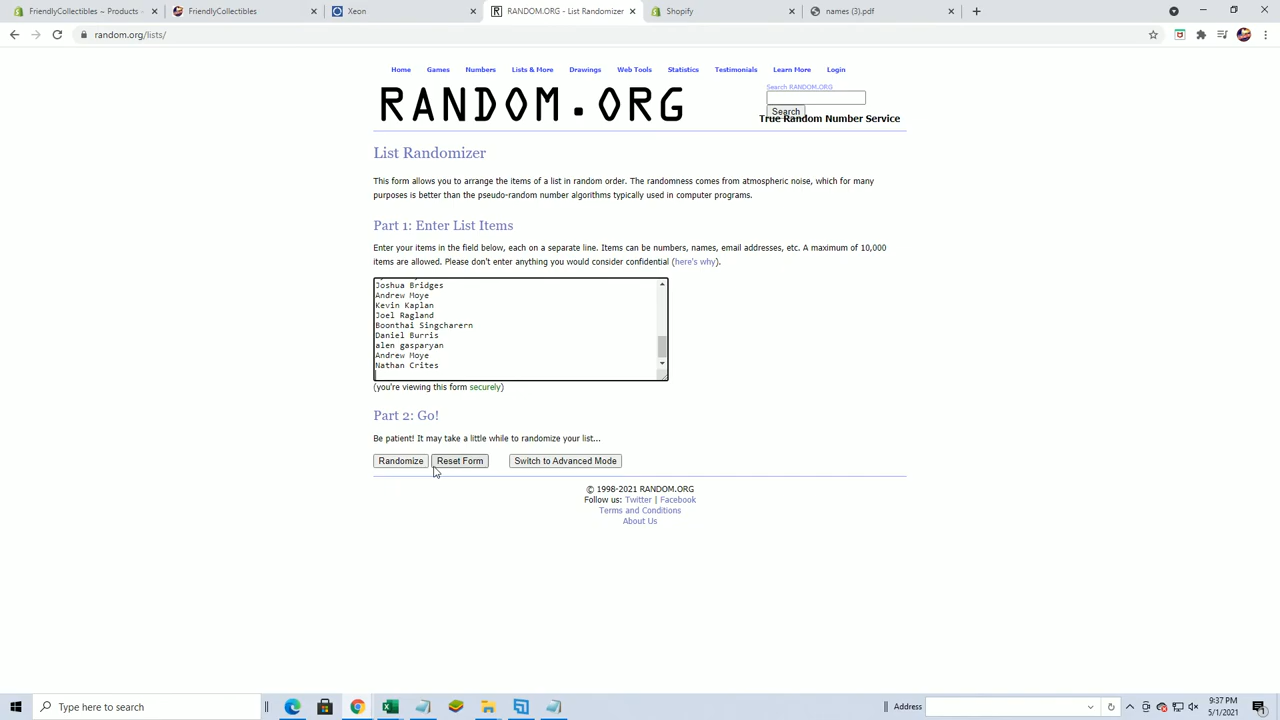 FriendlyCollectibles ~ Products ·
FriendlyCollectibles
Xeon
RANDOM.ORG - List Randomizer
Shopify
names (3).pdf
random.org/lists/
Home Games Numbers Lists & More Drawings Web Tools Statistics Testimonials Learn More Login
RANDOM.ORG
Search RANDOM.ORG
Search
True Random Number Service
List Randomizer
This form allows you to arrange the items of a list in random order. The randomness comes from atmospheric noise, which for many
purposes is better than the pseudo-random number algorithms typically used in computer programs.
Part 1: Enter List Items
Enter your items in the field below, each on a separate line. Items can be numbers, names, email addresses, etc. A maximum of 10,000
items are allowed. Please don't enter anything you would consider confidential (here's why).
Joshua Bridges
Andrew Moye
Kevin Kaplan
Joel Ragland
Boonthai Singcharern
Daniel Burris
alen gasparyan
Andrew Moye
Nathan Crites
(you're viewing this form securely)
Part 2: Go!
Be patient! It may take a little while to randomize your list...
Randomize Reset Form Switch to Advanced Mode
© 1998-2021 RANDOM.ORG
Follow us: Twitter | Facebook
Terms and Conditions
About Us
Type here to search
Address
9:37 PM
5/1/2021